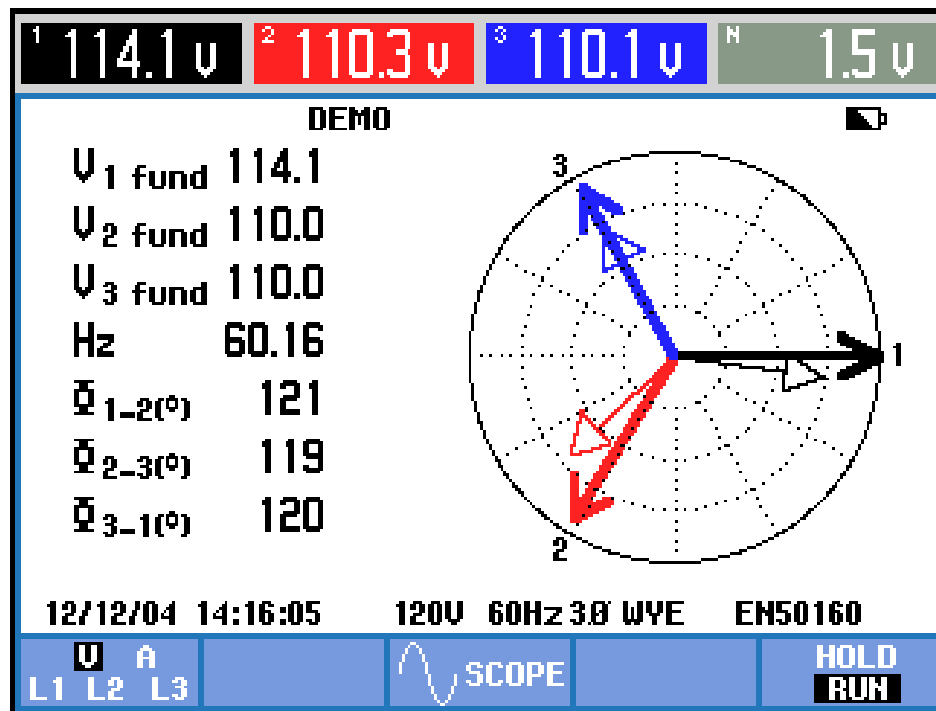 1 114.1 V 2 110.3 V 3 110.1 V N 1.5 V
DEMO
V1 fund 114.1
V2 fund 110.0
V3 fund 110.0
Hz 60.16
Φ1-2(°) 121
Φ2-3(°) 119
Φ3-1(°) 120
3
1
2
12/12/04 14:16:05 120V 60Hz 3Ø WYE EN50160
V A
L1 L2 L3
SCOPE
HOLD
RUN